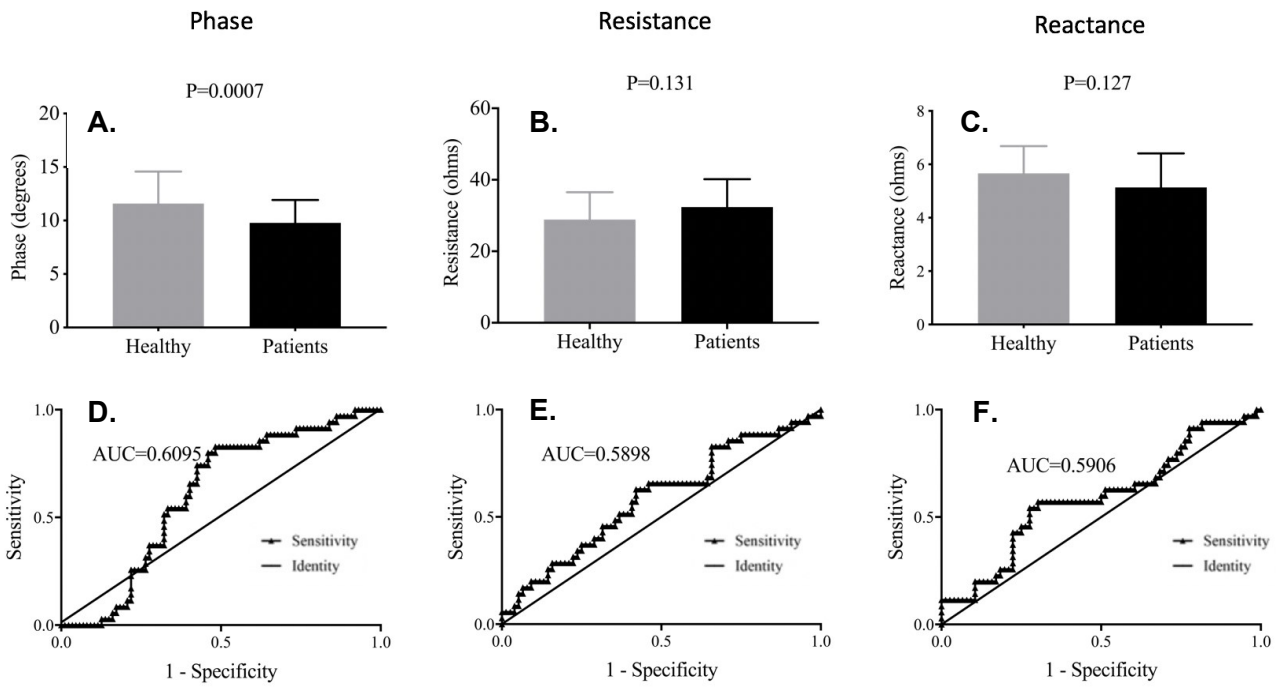 Phase
Resistance
Reactance
P=0.0007
P=0.131
P=0.127
A.
B.
C.
Phase (degrees)
20
15
10
5
0
Healthy
Patients
Resistance (ohms)
60
40
20
0
Healthy
Patients
Reactance (ohms)
8
6
4
2
0
Healthy
Patients
D.
AUC=0.6095
Sensitivity
1.0
0.5
0.0
Sensitivity
Identity
0.0
0.5
1.0
1 - Specificity
E.
AUC=0.5898
Sensitivity
1.0
0.5
0.0
Sensitivity
Identity
0.0
0.5
1.0
1 - Specificity
F.
AUC=0.5906
Sensitivity
1.0
0.5
0.0
Sensitivity
Identity
0.0
0.5
1.0
1 - Specificity